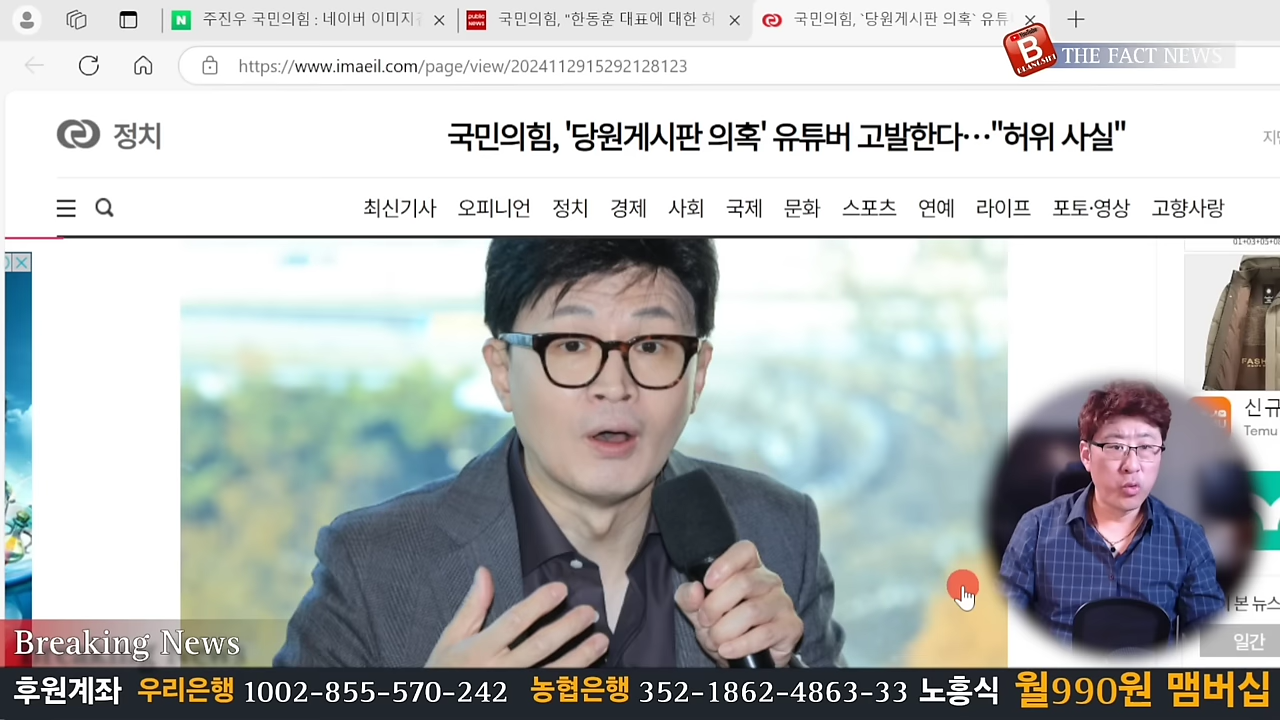 주진우 국민의힘 : 네이버 이미지
국민의힘, "한동훈 대표에 대한 허
국민의힘, `당원게시판 의혹` 유튜
THE FACT NEWS
https://www.imaeil.com/page/view/2024112915292128123
정치
국민의힘, '당원게시판 의혹' 유튜버 고발한다…"허위 사실"
최신기사 오피니언 정치 경제 사회 국제 문화 스포츠 연예 라이프 포토·영상 고향사랑
신규
Temu
본 뉴스
일간
Breaking News
후원계좌 우리은행 1002-855-570-242 농협은행 352-1862-4863-33 노흥식 월990원 맴버십